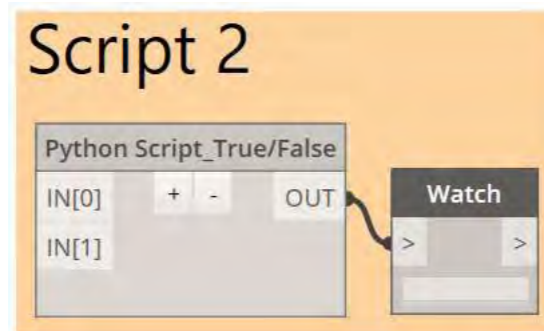 Script 2
Python Script_True/False
IN[0] + - OUT
Watch
IN[1]
> >